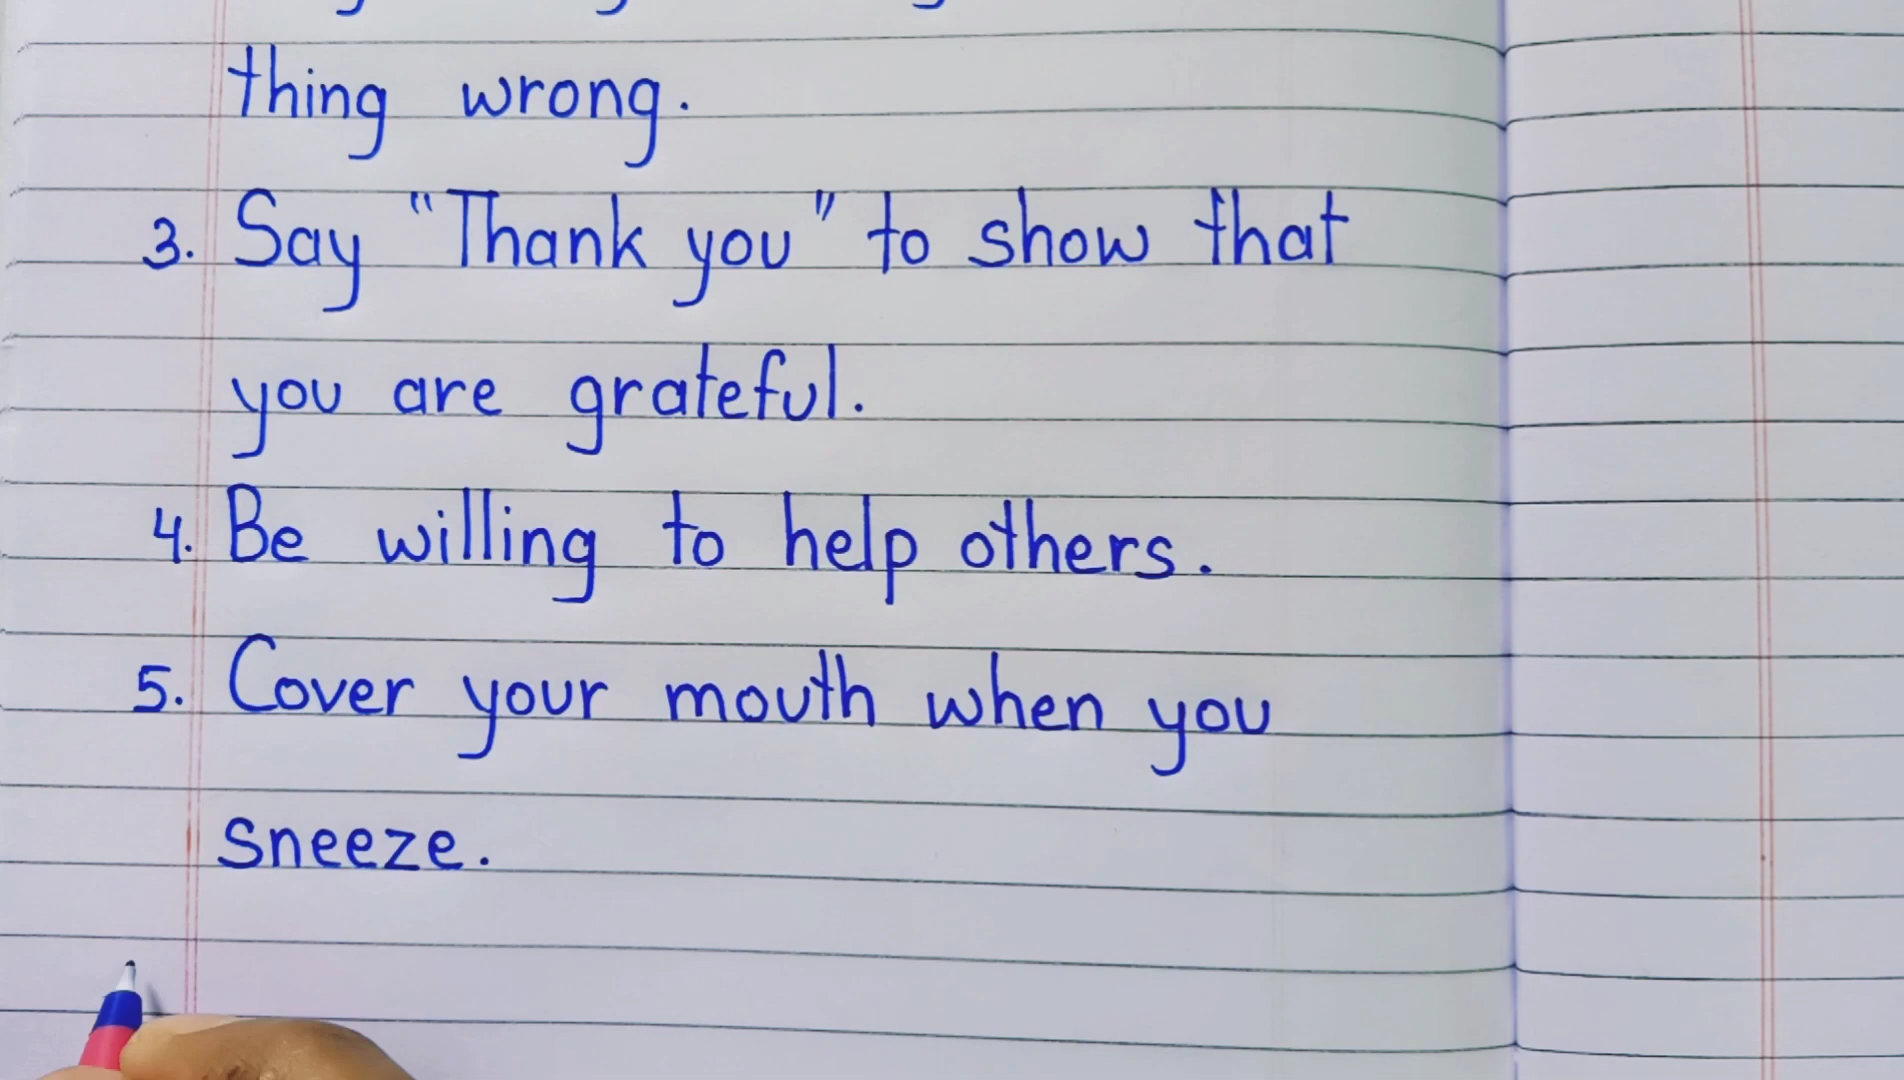 thing wrong.
3. Say "Thank you" to show that
you are grateful.
4. Be willing to help others.
5. Cover your mouth when you
sneeze.